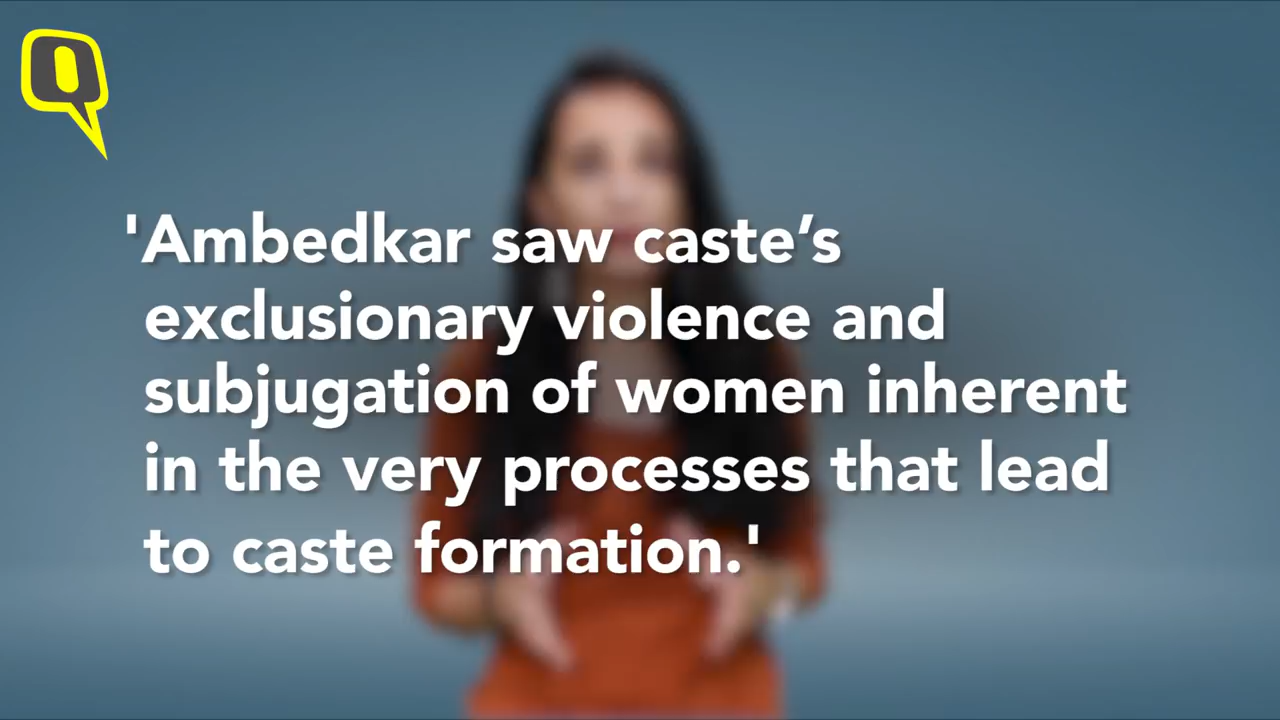 'Ambedkar saw caste’s
exclusionary violence and
subjugation of women inherent
in the very processes that lead
to caste formation.'